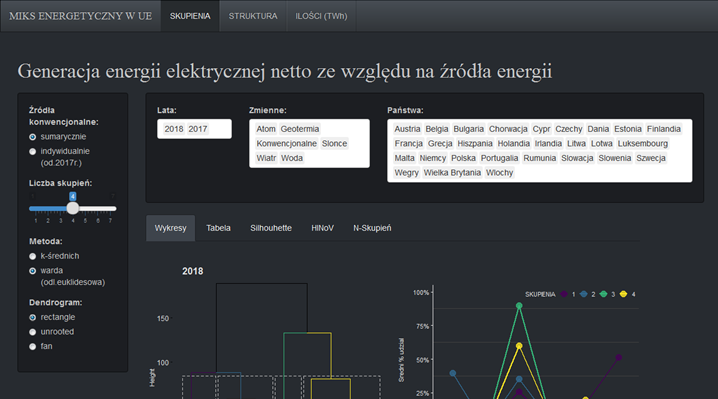 MIKS ENERGETYCZNY W UE SKUPIENIA STRUKTURA ILOŚCI (TWh)
Generacja energii elektrycznej netto ze względu na źródła energii
Źródła
konwencjonalne:
sumarycznie
indywidualnie
(od 2017r.)
Liczba skupień:
4
1 2 3 4 5 6 7
Metoda:
k-średnich
warda
(odl.euklidesowa)
Dendrogram:
rectangle
unrooted
fan
Lata:
2018 2017
Zmienne:
Atom Geotermia
Konwencjonalne Slonce
Wiatr Woda
Państwa:
Austria Belgia Bulgaria Chorwacja Cypr Czechy Dania Estonia Finlandia
Francja Grecja Hiszpania Holandia Irlandia Litwa Lotwa Luksembourg
Malta Niemcy Polska Portugalia Rumunia Slowacja Slowenia Szwecja
Wegry Wielka Brytania Wlochy
Wykresy Tabela Silhouhette HINoV N-Skupień
2018
150
100
Height
SKUPIENIA 1 2 3 4
100%
75%
50%
25%
Sredni % udzial